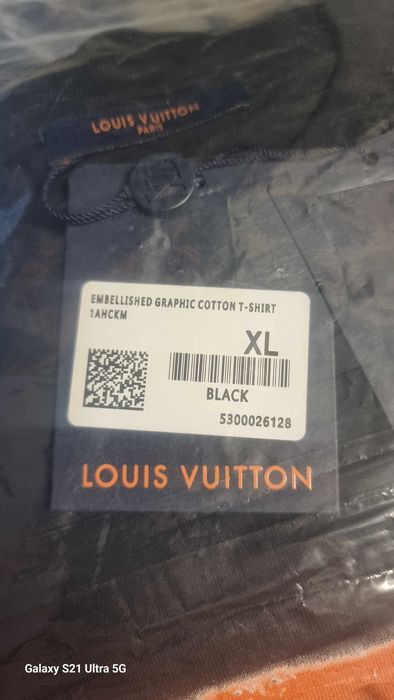 LOUIS VUITTON
PARIS
EMBELLISHED GRAPHIC COTTON T-SHIRT
1AHCKM
XL
BLACK
5300026128
LOUIS VUITTON
Galaxy S21 Ultra 5G